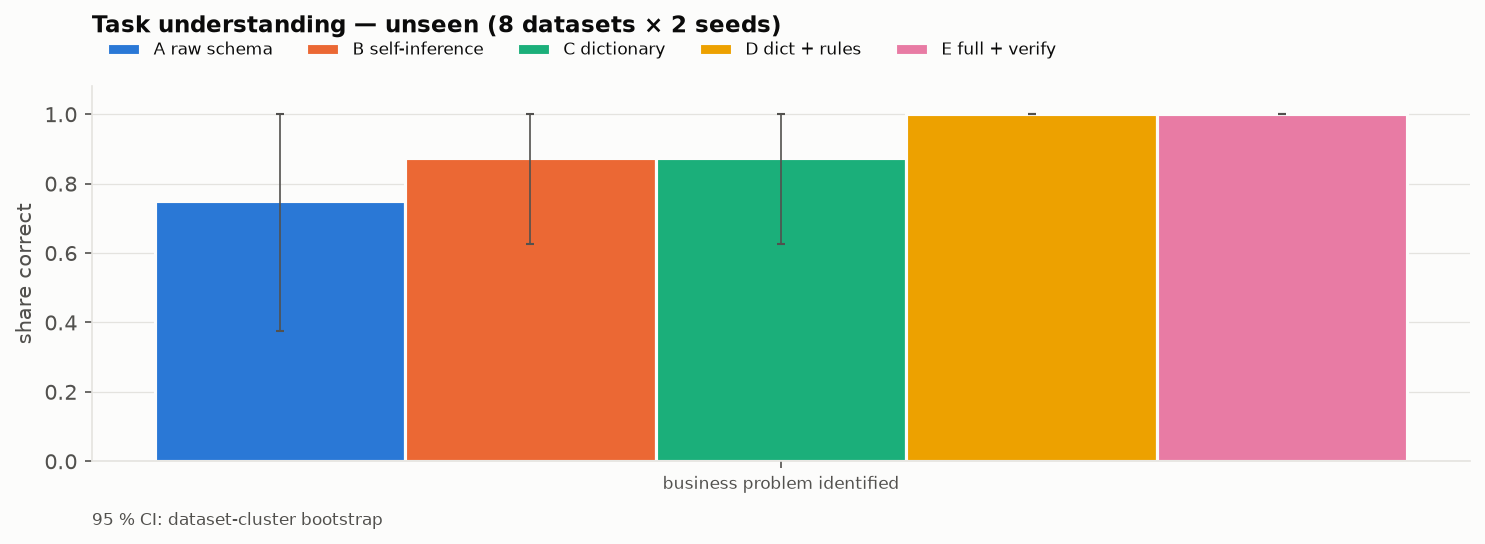 Task understanding — unseen (8 datasets × 2 seeds)
A raw schema B self-inference C dictionary D dict + rules E full + verify
share correct
1.0
0.8
0.6
0.4
0.2
0.0
business problem identified
95 % CI: dataset-cluster bootstrap